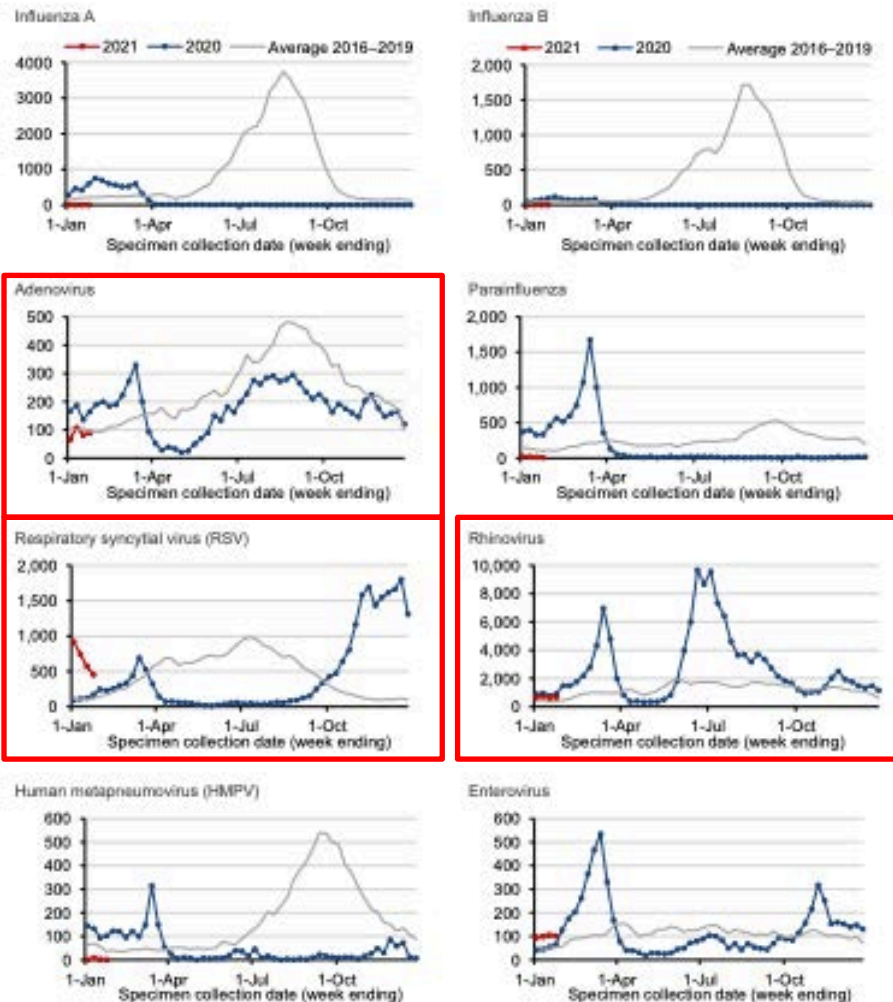 Influenza A
2021 2020 Average 2016–2019
4000
3000
2000
1000
0
1-Jan 1-Apr 1-Jul 1-Oct
Specimen collection date (week ending)
Influenza B
2021 2020 Average 2016–2019
2,000
1,500
1,000
500
0
1-Jan 1-Apr 1-Jul 1-Oct
Specimen collection date (week ending)
Adenovirus
500
400
300
200
100
0
1-Jan 1-Apr 1-Jul 1-Oct
Specimen collection date (week ending)
Parainfluenza
2,000
1,500
1,000
500
0
1-Jan 1-Apr 1-Jul 1-Oct
Specimen collection date (week ending)
Respiratory syncytial virus (RSV)
2,000
1,500
1,000
500
0
1-Jan 1-Apr 1-Jul 1-Oct
Specimen collection date (week ending)
Rhinovirus
10,000
8,000
6,000
4,000
2,000
0
1-Jan 1-Apr 1-Jul 1-Oct
Specimen collection date (week ending)
Human metapneumovirus (HMPV)
600
500
400
300
200
100
0
1-Jan 1-Apr 1-Jul 1-Oct
Specimen collection date (week ending)
Enterovirus
600
500
400
300
200
100
0
1-Jan 1-Apr 1-Jul 1-Oct
Specimen collection date (week ending)